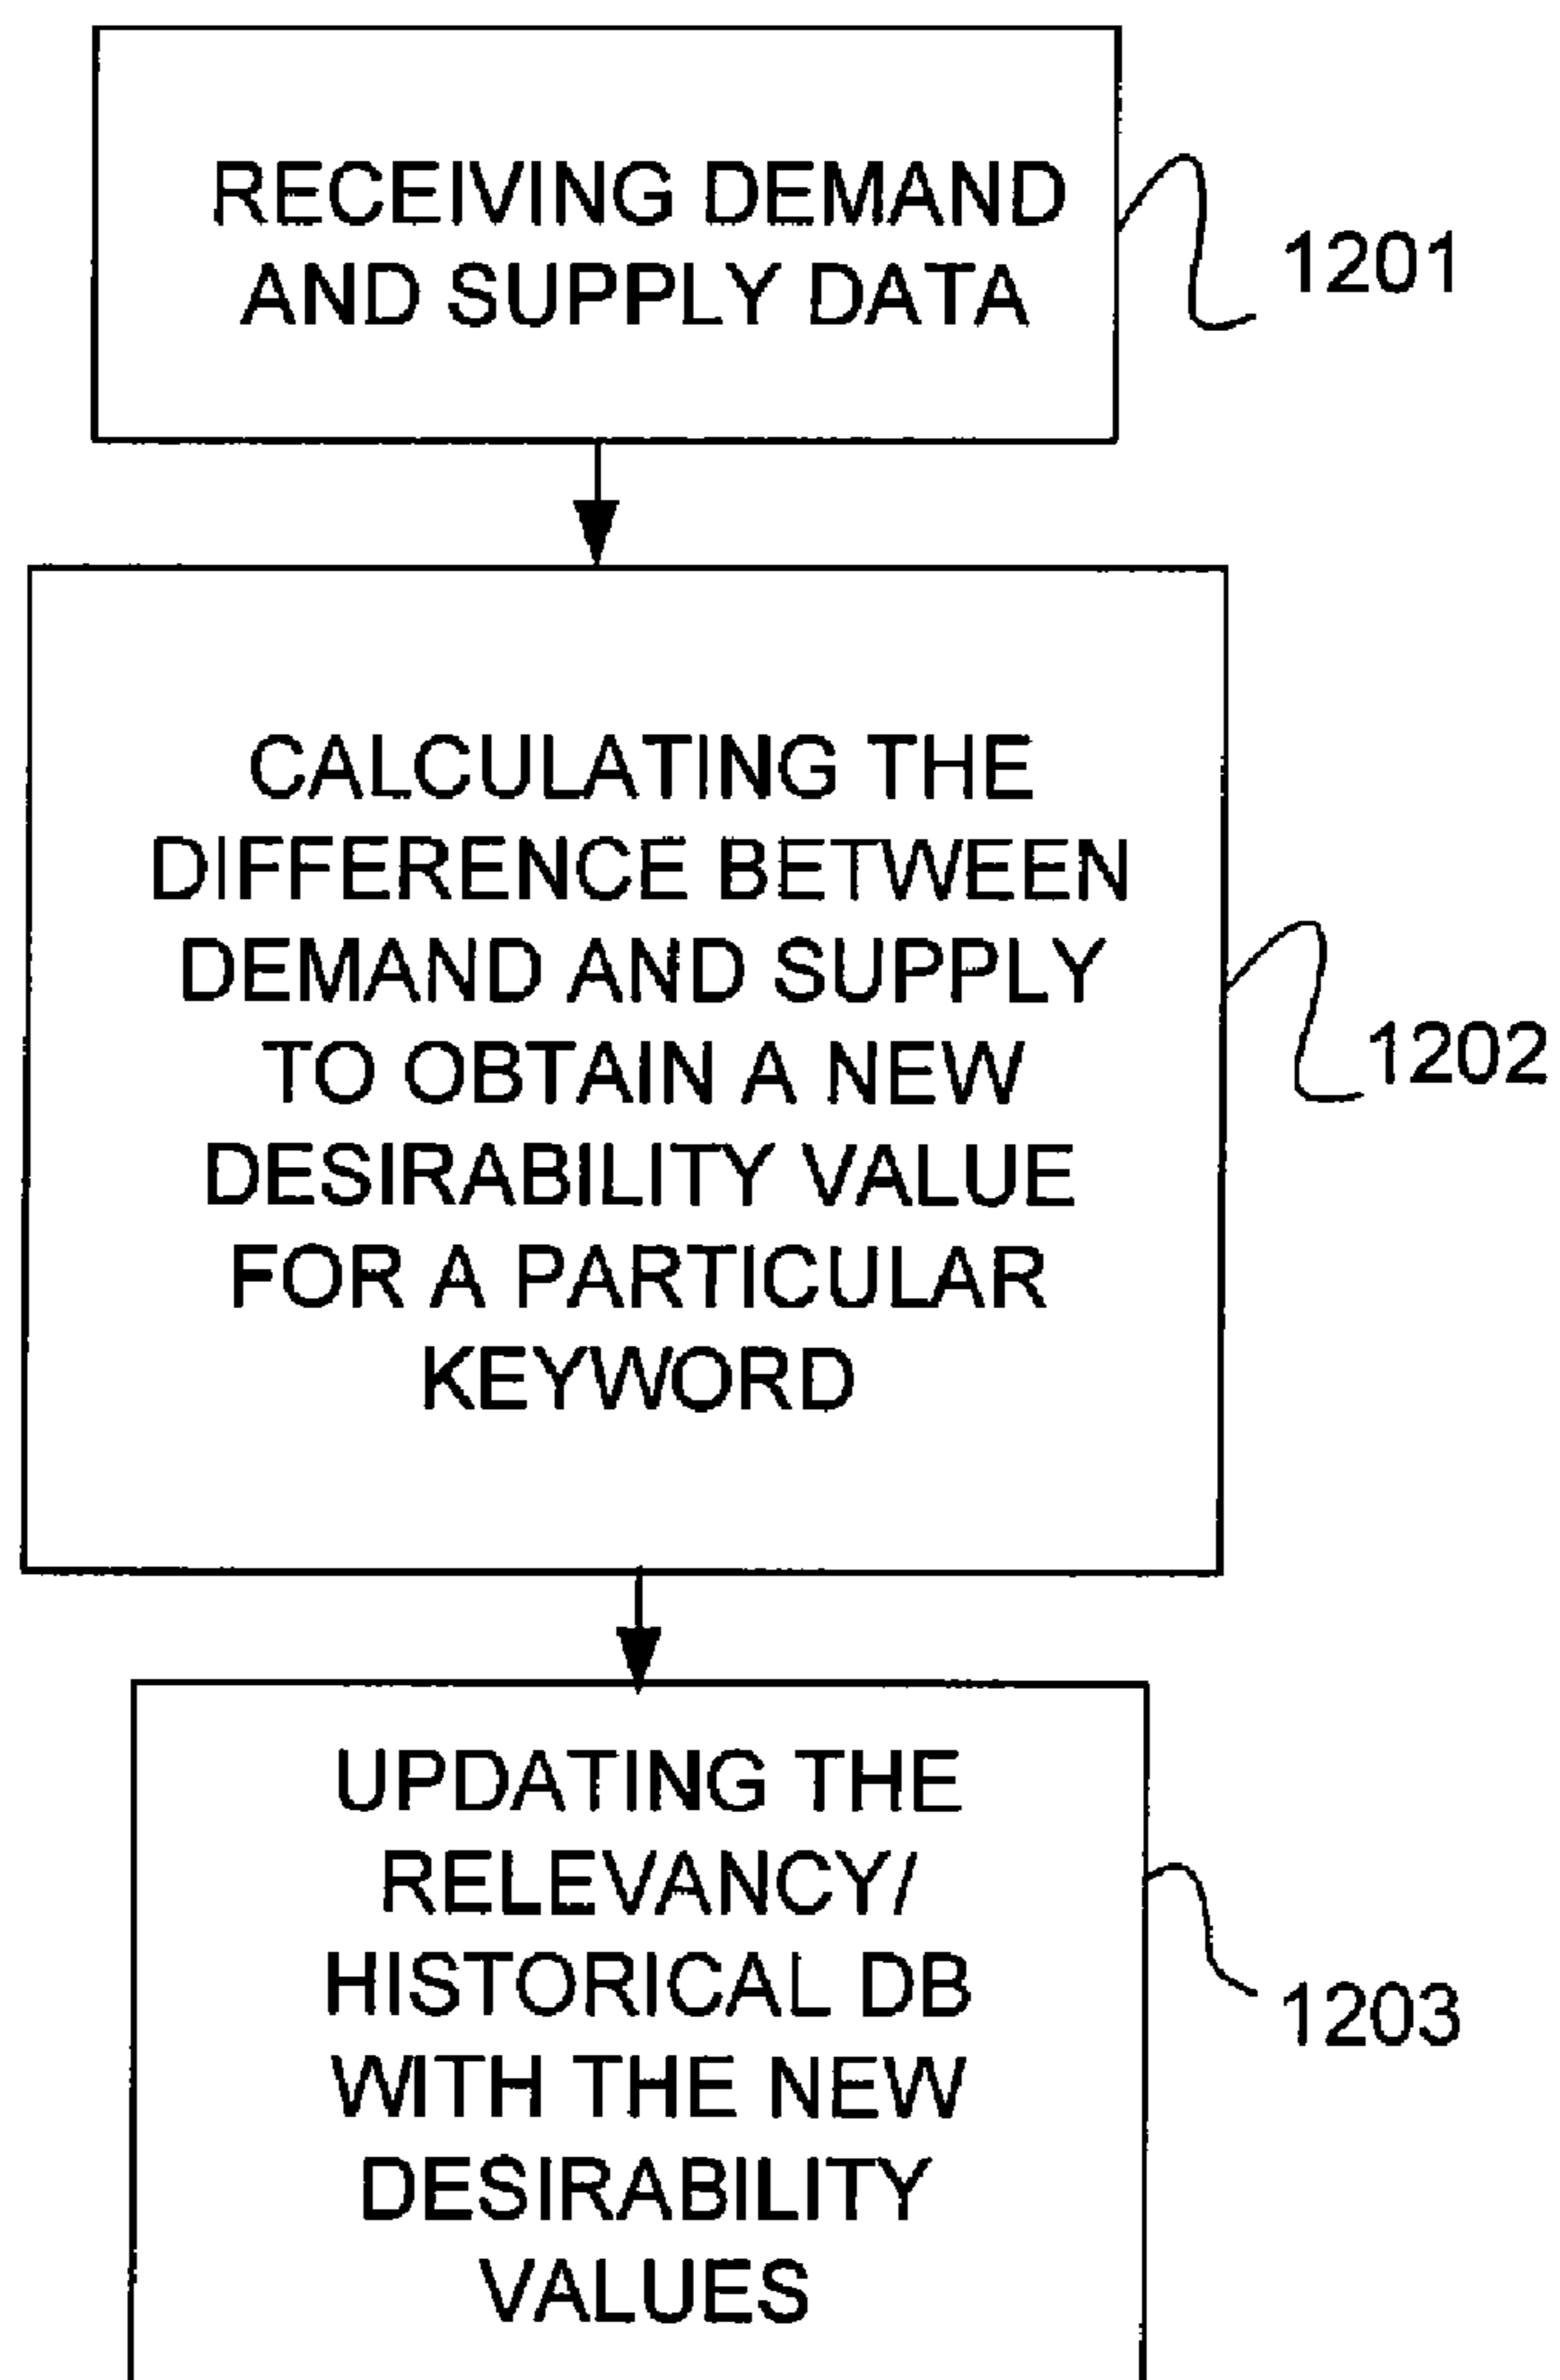 RECEIVING DEMAND
AND SUPPLY DATA
1201
CALCULATING THE
DIFFERENCE BETWEEN
DEMAND AND SUPPLY
TO OBTAIN A NEW
DESIRABILITY VALUE
FOR A PARTICULAR
KEYWORD
1202
UPDATING THE
RELEVANCY/
HISTORICAL DB
WITH THE NEW
DESIRABILITY
VALUES
1203